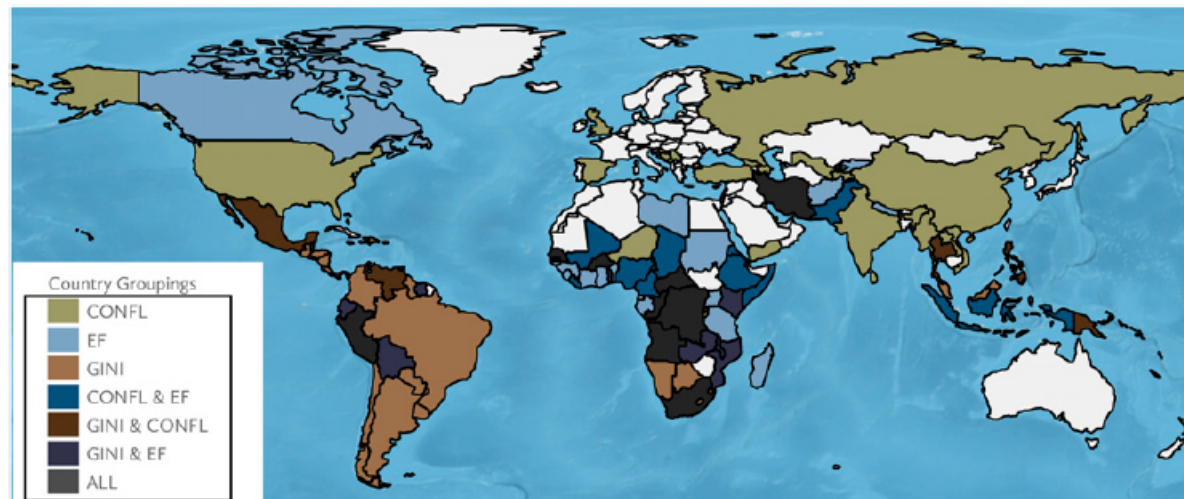 Country Groupings
CONFL
EF
GINI
CONFL & EF
GINI & CONFL
GINI & EF
ALL